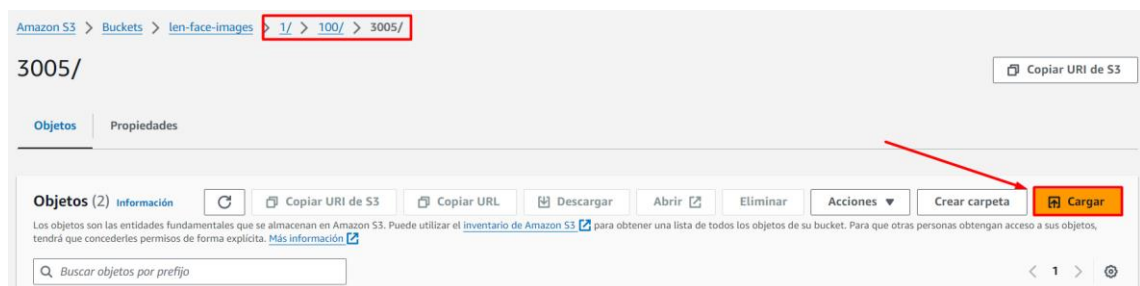 Amazon S3 > Buckets > len-face-images > 1/ > 100/ > 3005/
3005/
Copiar URI de S3
Objetos Propiedades
Objetos (2) Información Copiar URI de S3 Copiar URL Descargar Abrir Eliminar Acciones ▼ Crear carpeta Cargar
Los objetos son las entidades fundamentales que se almacenan en Amazon S3. Puede utilizar el inventario de Amazon S3 para obtener una lista de todos los objetos de su bucket. Para que otras personas obtengan acceso a sus objetos,
tendrá que concederles permisos de forma explícita. Más información
Buscar objetos por prefijo < 1 >